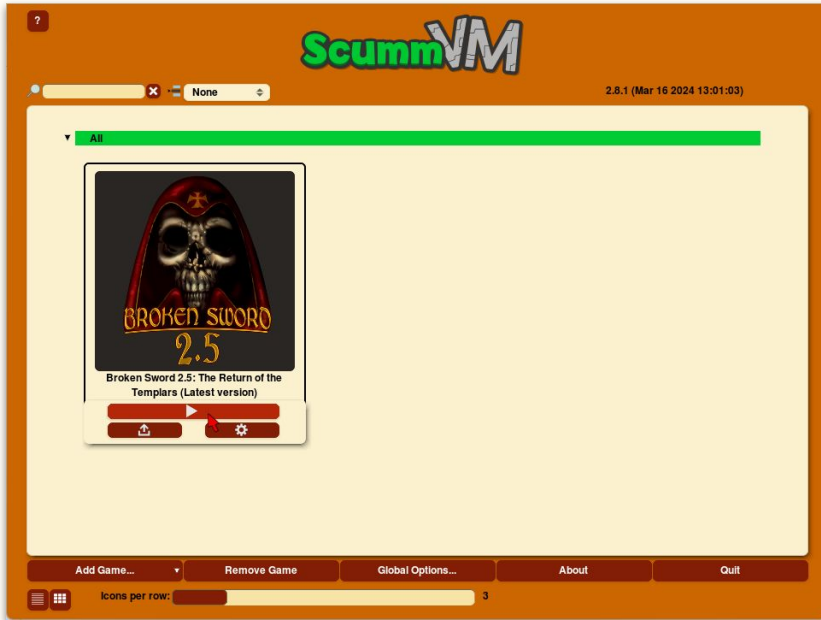 ?
ScummVM
None
2.8.1 (Mar 16 2024 13:01:03)
All
BROKEN SWORD
2.5
Broken Sword 2.5: The Return of the
Templars (Latest version)
Add Game...
Remove Game
Global Options...
About
Quit
Icons per row:
3